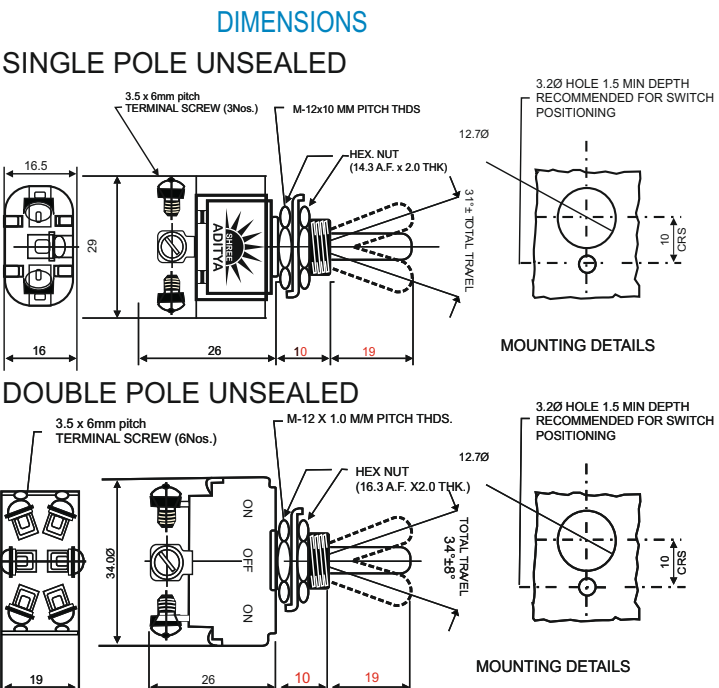 DIMENSIONS
SINGLE POLE UNSEALED
3.5 x 6mm pitch
TERMINAL SCREW (3Nos.)
M-12x10 MM PITCH THDS
HEX. NUT
(14.3 A.F. x 2.0 THK)
3.2Ø HOLE 1.5 MIN DEPTH
RECOMMENDED FOR SWITCH
POSITIONING
12.7Ø
16.5
29
SHREE
ADITYA
31°± TOTAL TRAVEL
10
CRS
16
26
10
19
MOUNTING DETAILS
DOUBLE POLE UNSEALED
3.5 x 6mm pitch
TERMINAL SCREW (6Nos.)
M-12 X 1.0 M/M PITCH THDS.
HEX NUT
(16.3 A.F. X2.0 THK.)
3.2Ø HOLE 1.5 MIN DEPTH
RECOMMENDED FOR SWITCH
POSITIONING
12.7Ø
34.0Ø
ON
OFF
ON
TOTAL TRAVEL
34°±8°
10
CRS
19
26
10
19
MOUNTING DETAILS